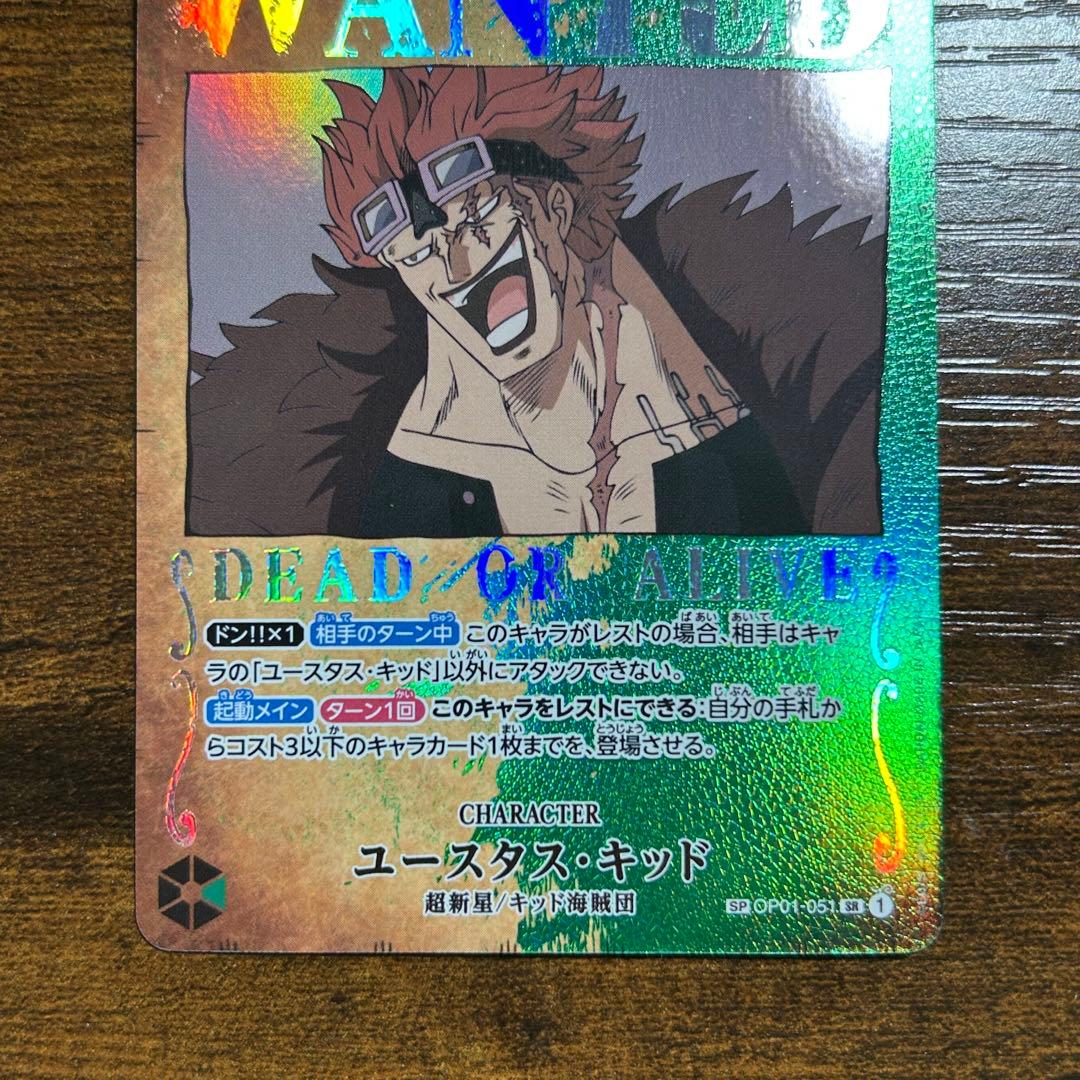 WANTED
DEAD OR ALIVE
ドン!!×1 相手のターン中 このキャラがレストの場合、相手はキャ
ラの「ユースタス・キッド」以外にアタックできない。
起動メイン ターン1回 このキャラをレストにできる:自分の手札か
らコスト3以下のキャラカード1枚までを、登場させる。
CHARACTER
ユースタス・キッド
超新星/キッド海賊団
SP OP01-051 SR 1